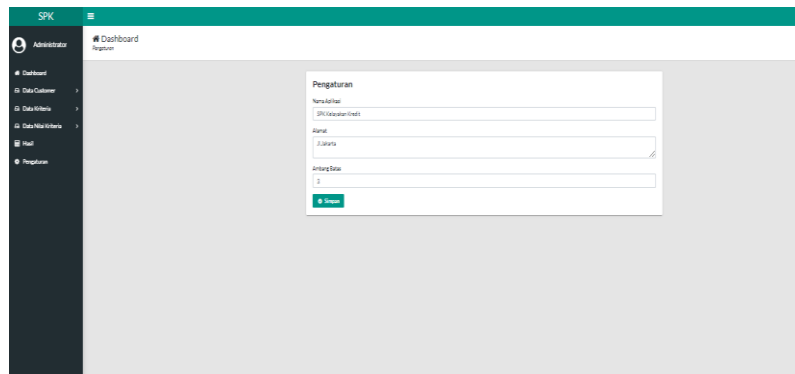 SPK
Administrator
Dashboard
Data Customer
Data Kriteria
Data Nilai Kriteria
Hasil
Pengaturan
Dashboard
Pengaturan
Pengaturan
Nama Aplikasi
SPK Kelayakan Kredit
Alamat
Jl.Jakarta
Ambang Batas
3
Simpan